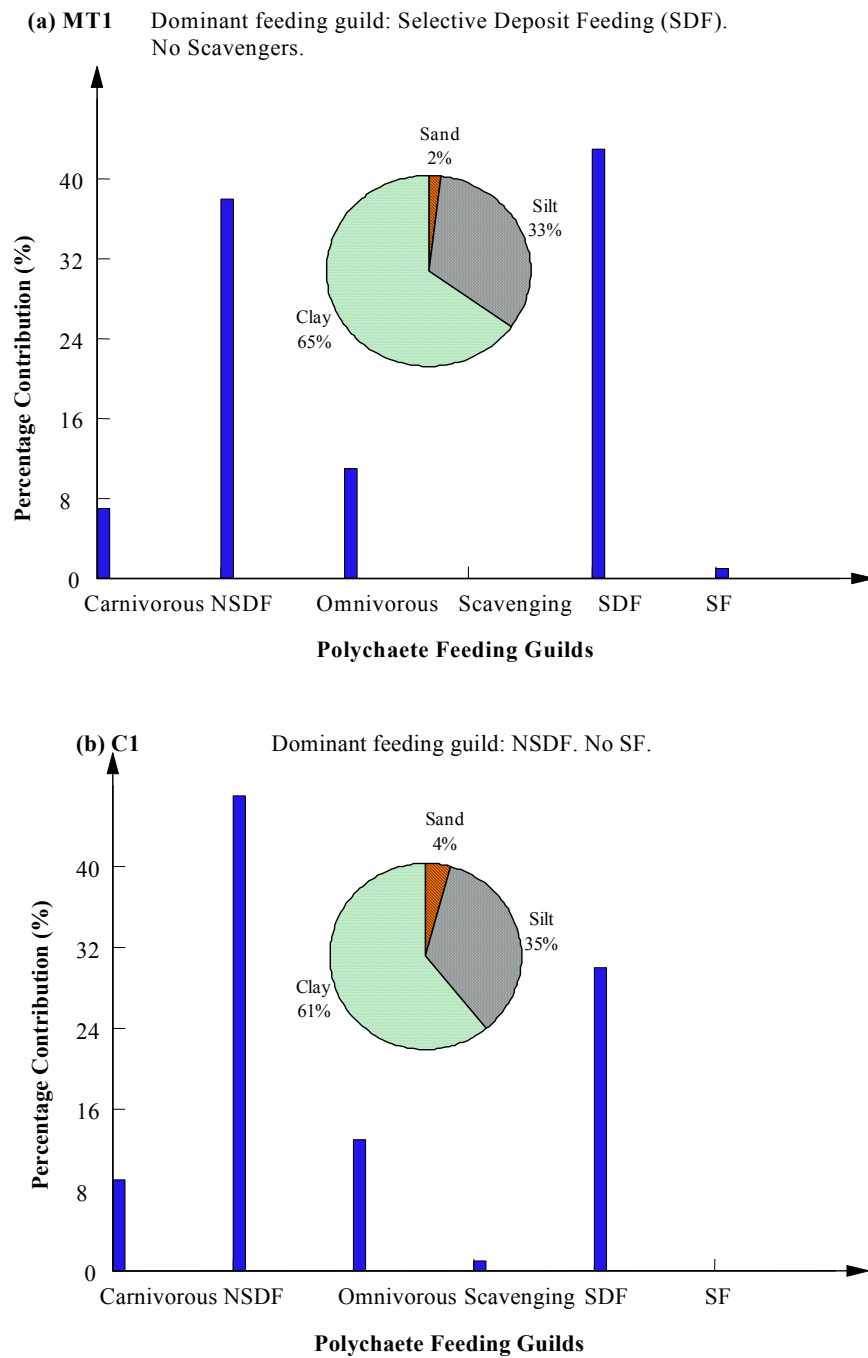 (a) MT1 Dominant feeding guild: Selective Deposit Feeding (SDF).
No Scavengers.
Percentage Contribution (%)
40
32
24
16
8
0
Sand
2%
Silt
33%
Clay
65%
Carnivorous NSDF Omnivorous Scavenging SDF SF
Polychaete Feeding Guilds
(b) C1 Dominant feeding guild: NSDF. No SF.
Percentage Contribution (%)
40
32
24
16
8
0
Sand
4%
Silt
35%
Clay
61%
Carnivorous NSDF Omnivorous Scavenging SDF SF
Polychaete Feeding Guilds